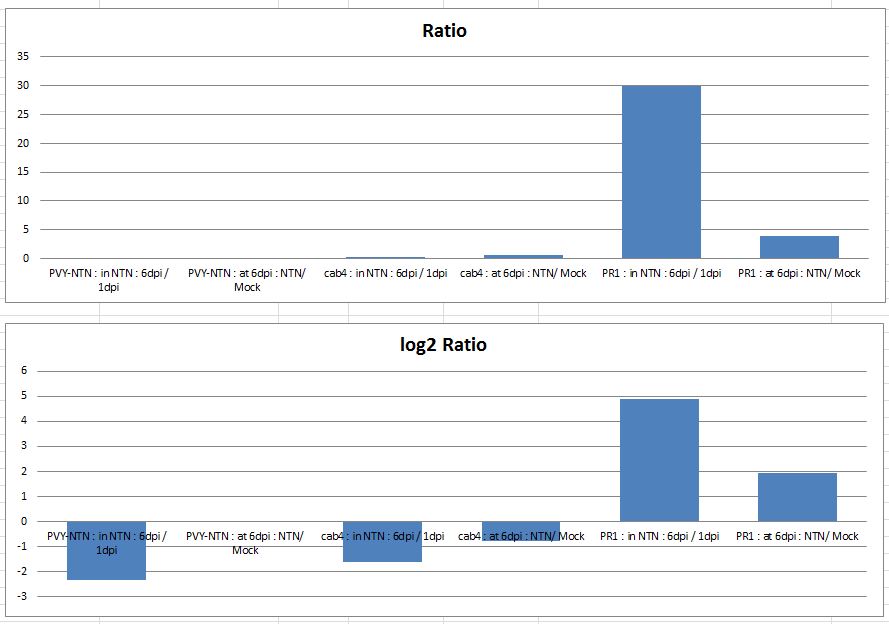 Ratio
35
30
25
20
15
10
5
0
PVY-NTN : in NTN : 6dpi / 1dpi
PVY-NTN : at 6dpi : NTN/ Mock
cab4 : in NTN : 6dpi / 1dpi
cab4 : at 6dpi : NTN/ Mock
PR1 : in NTN : 6dpi / 1dpi
PR1 : at 6dpi : NTN/ Mock
log2 Ratio
6
5
4
3
2
1
0
-1
-2
-3
PVY-NTN : in NTN : 6dpi / 1dpi
PVY-NTN : at 6dpi : NTN/ Mock
cab4 : in NTN : 6dpi / 1dpi
cab4 : at 6dpi : NTN/ Mock
PR1 : in NTN : 6dpi / 1dpi
PR1 : at 6dpi : NTN/ Mock